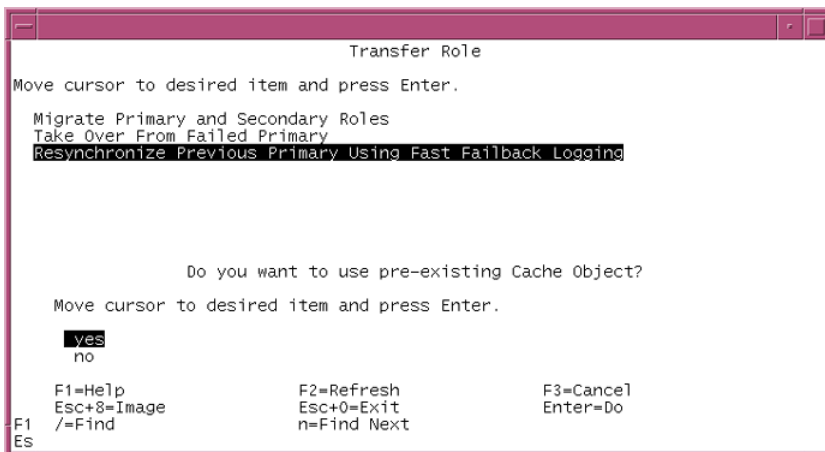 Transfer Role
Move cursor to desired item and press Enter.
Migrate Primary and Secondary Roles
Take Over From Failed Primary
Resynchronize Previous Primary Using Fast Failback Logging
Do you want to use pre-existing Cache Object?
Move cursor to desired item and press Enter.
yes
no
F1=Help F2=Refresh F3=Cancel
Esc+8=Image Esc+0=Exit Enter=Do
F1 /=Find n=Find Next
Es